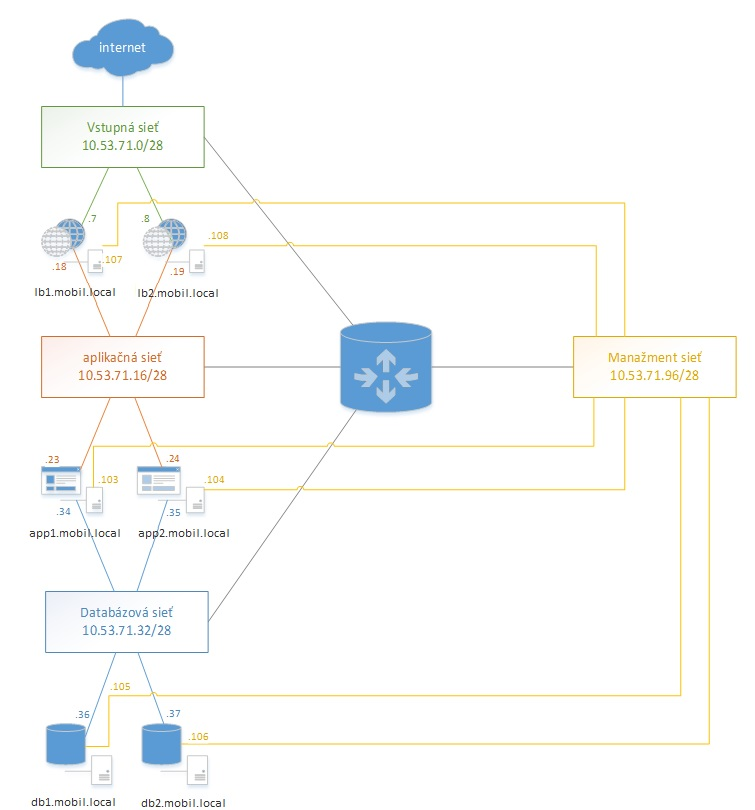 internet
Vstupná sieť
10.53.71.0/28
.7
.8
.108
.107
.18
.19
lb1.mobil.local
lb2.mobil.local
aplikačná sieť
10.53.71.16/28
Manažment sieť
10.53.71.96/28
.23
.24
.103
.104
.34
.35
app1.mobil.local
app2.mobil.local
Databázová sieť
10.53.71.32/28
.105
.36
.37
.106
db1.mobil.local
db2.mobil.local